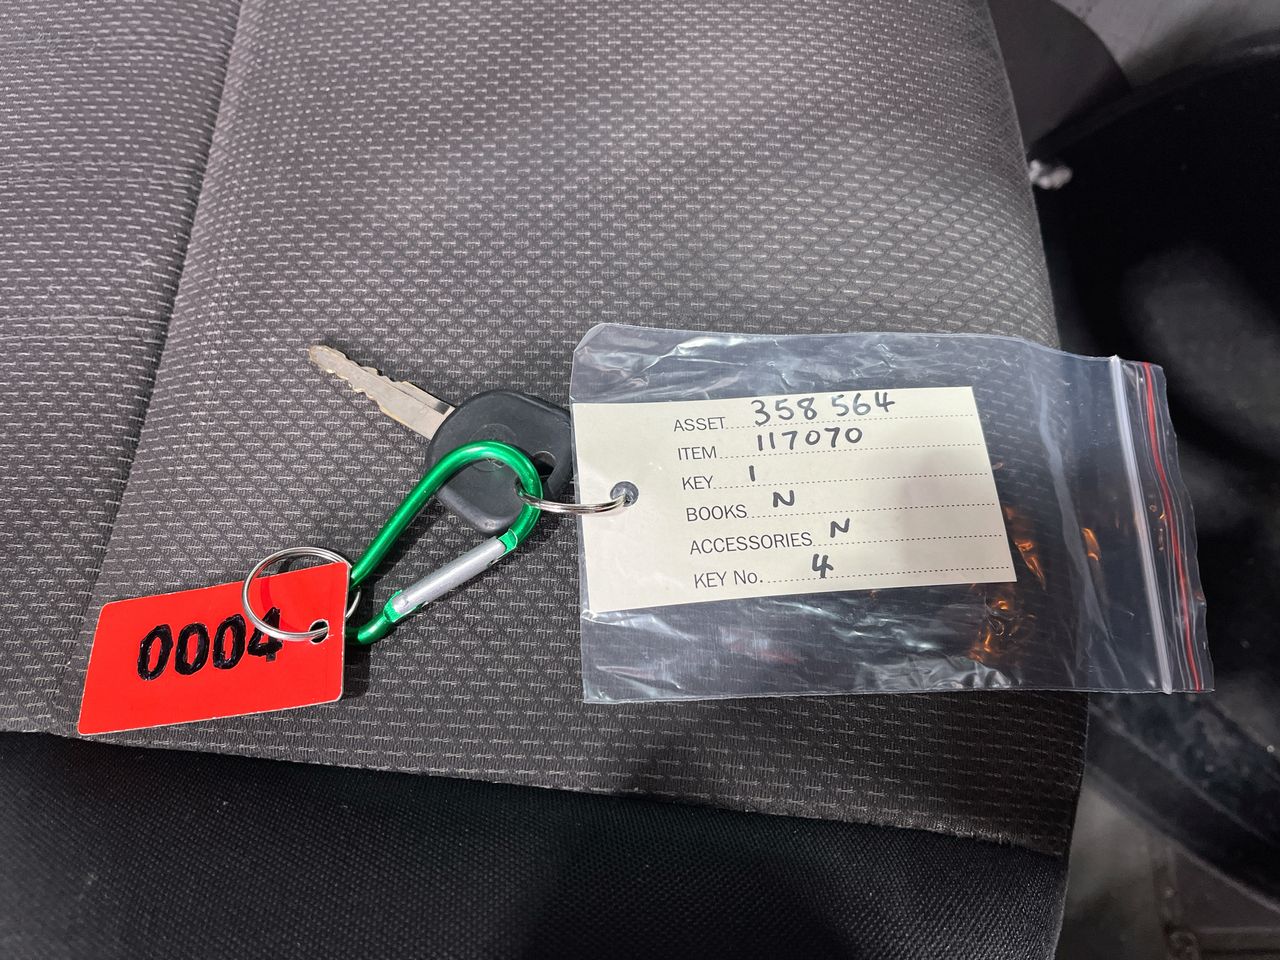 ASSET 358 564
ITEM 117070
KEY 1
BOOKS N
ACCESSORIES N
KEY No. 4
0004